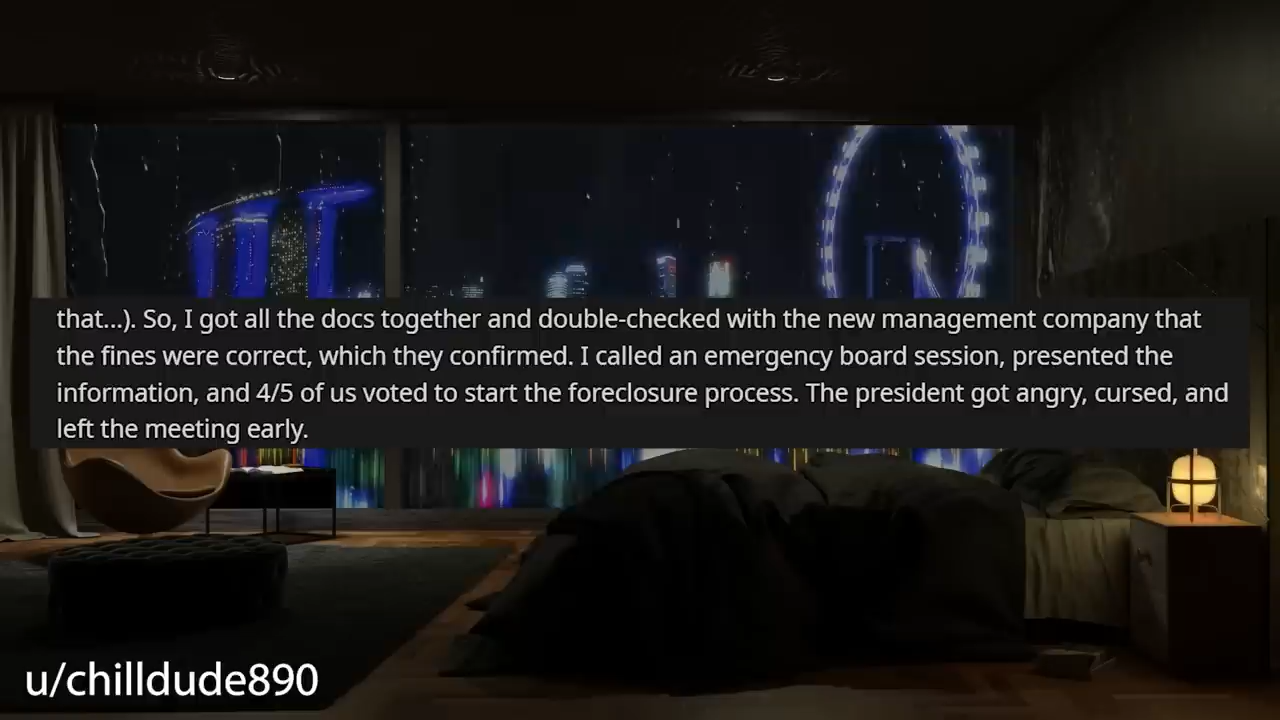 that...). So, I got all the docs together and double-checked with the new management company that
the fines were correct, which they confirmed. I called an emergency board session, presented the
information, and 4/5 of us voted to start the foreclosure process. The president got angry, cursed, and
left the meeting early.
u/chilldude890